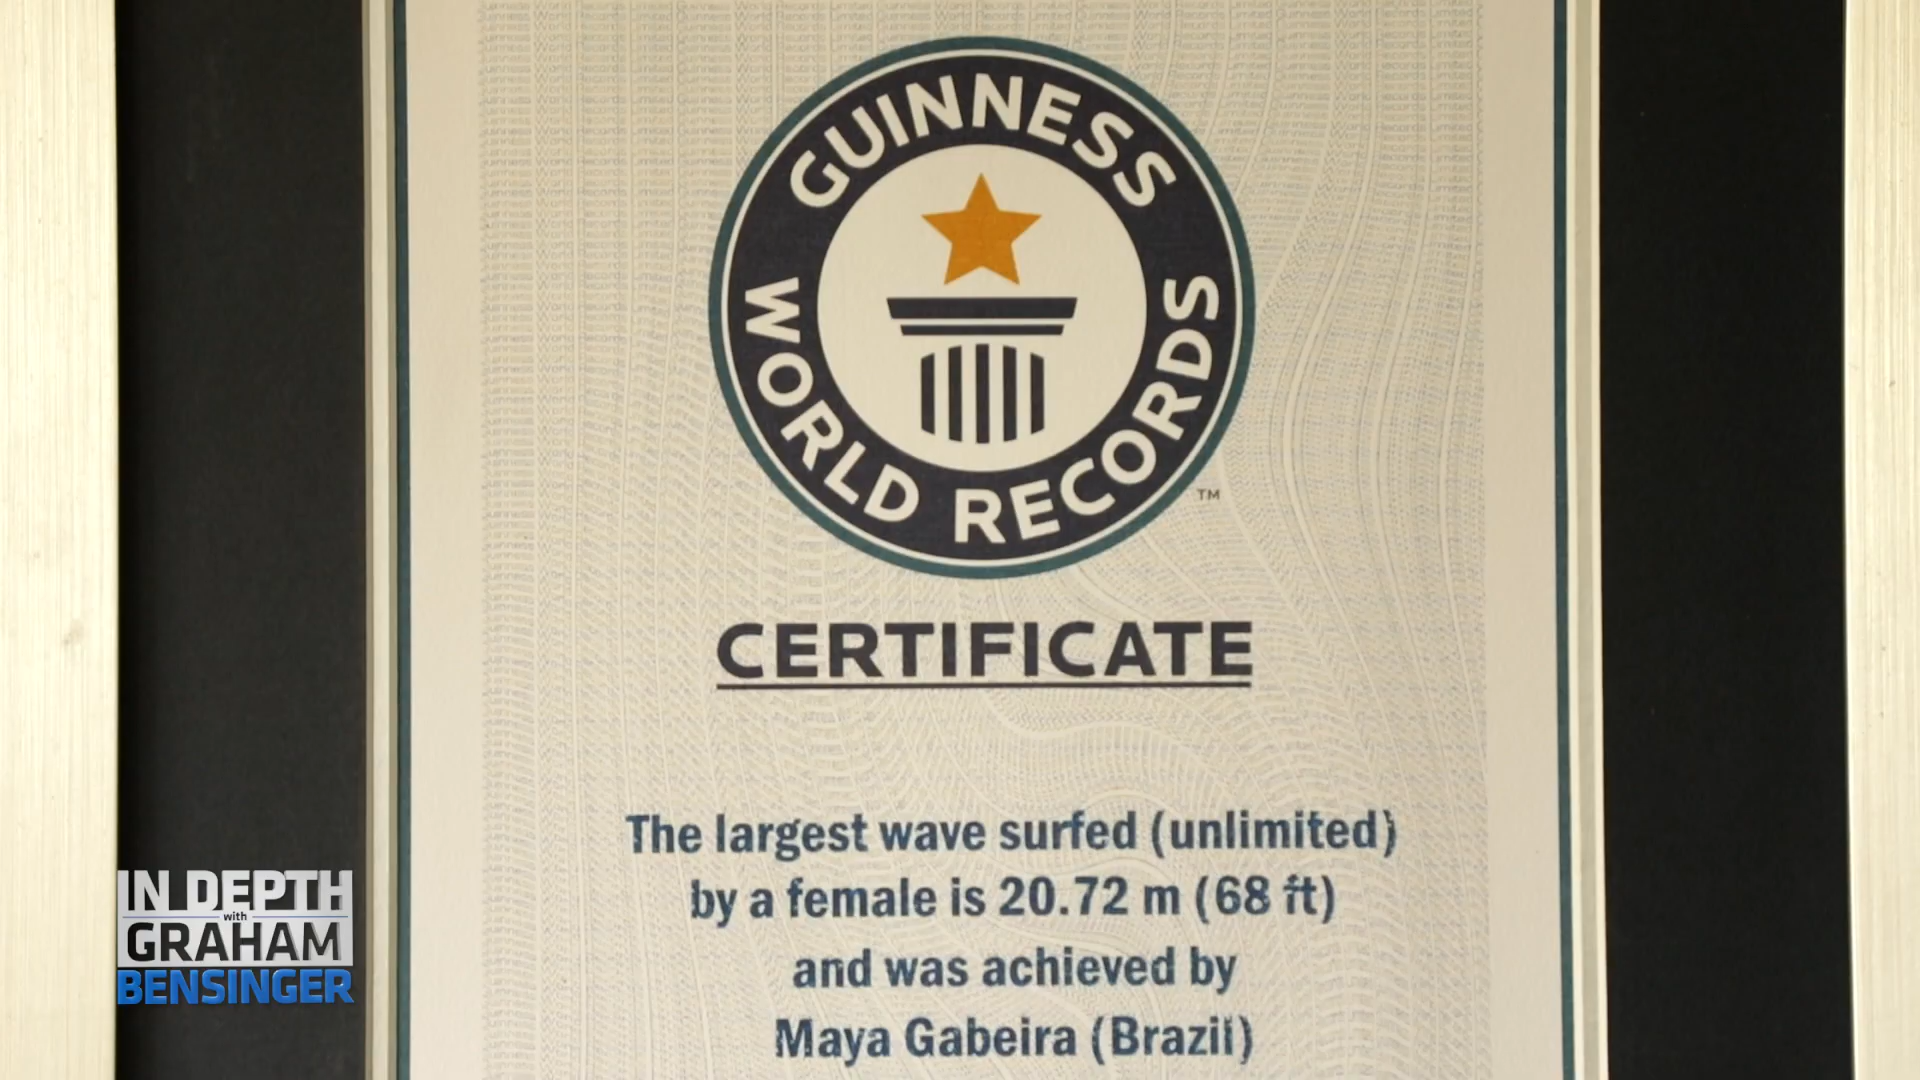 GUINNESS
WORLD RECORDS
TM
CERTIFICATE
The largest wave surfed (unlimited)
by a female is 20.72 m (68 ft)
and was achieved by
Maya Gabeira (Brazil)
IN DEPTH
with
GRAHAM
BENSINGER